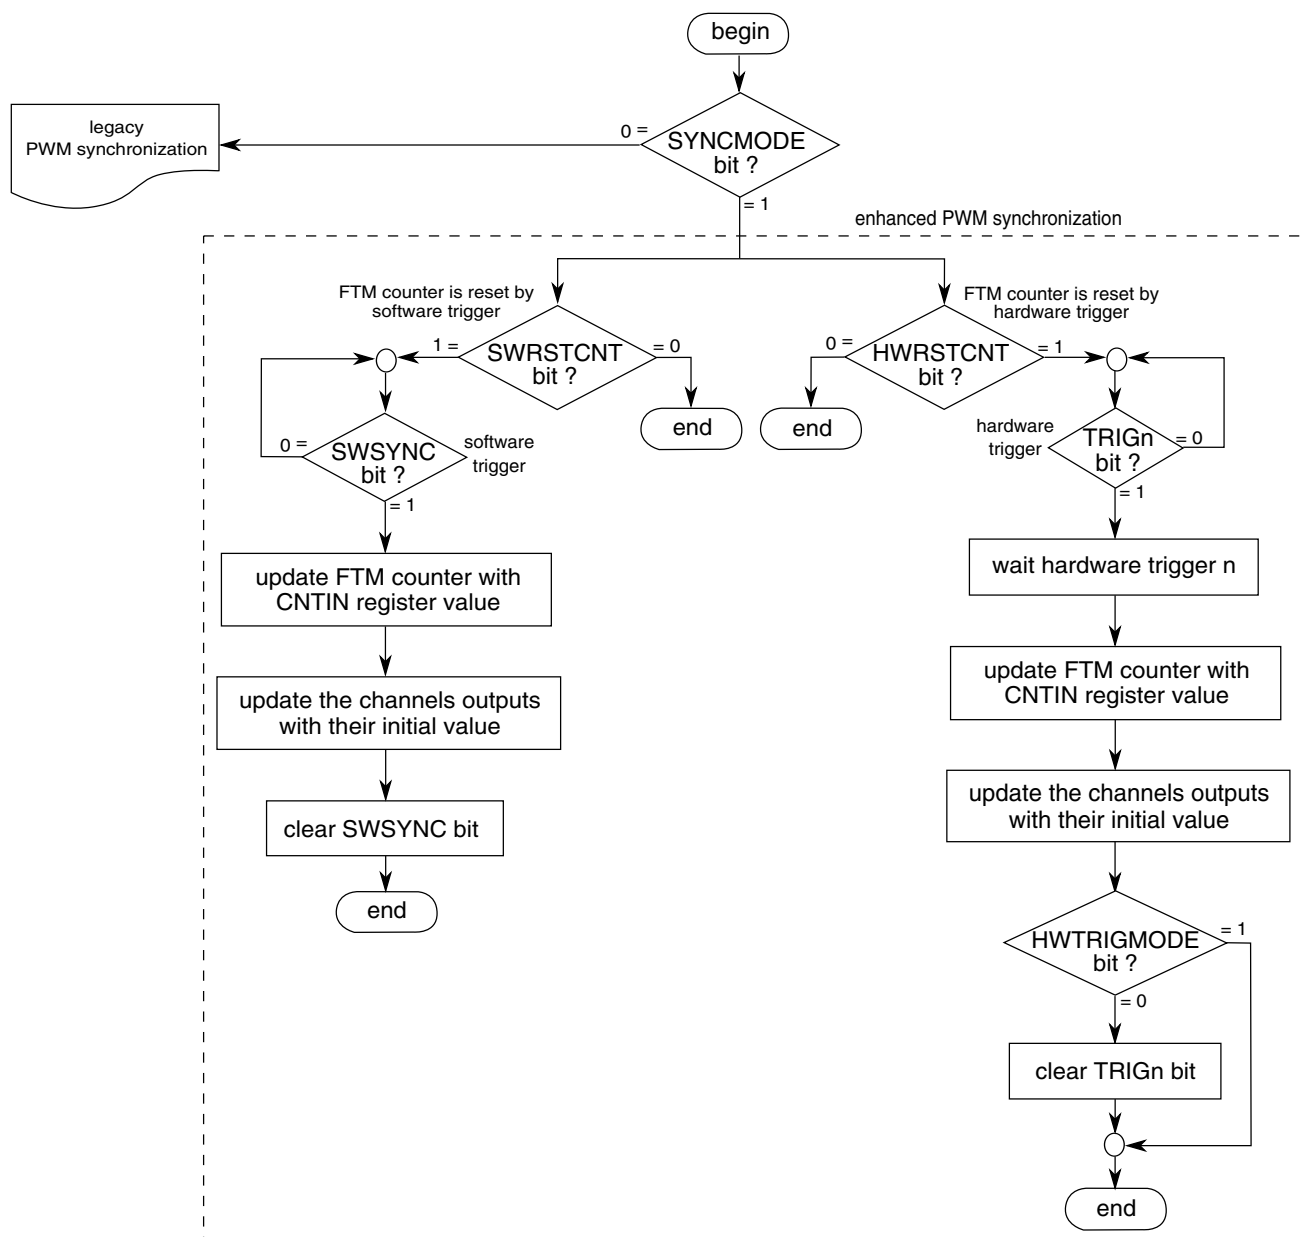 begin
legacy
PWM synchronization
0 =
SYNCMODE
bit ?
= 1
enhanced PWM synchronization
FTM counter is reset by
software trigger
FTM counter is reset by
hardware trigger
1 =
SWRSTCNT
bit ?
= 0
0 =
HWRSTCNT
bit ?
= 1
end
end
0 =
SWSYNC
bit ?
software
trigger
= 1
hardware
trigger
TRIGn
bit ?
= 0
= 1
update FTM counter with
CNTIN register value
wait hardware trigger n
update the channels outputs
with their initial value
update FTM counter with
CNTIN register value
clear SWSYNC bit
update the channels outputs
with their initial value
end
HWTRIGMODE
bit ?
= 1
= 0
clear TRIGn bit
end